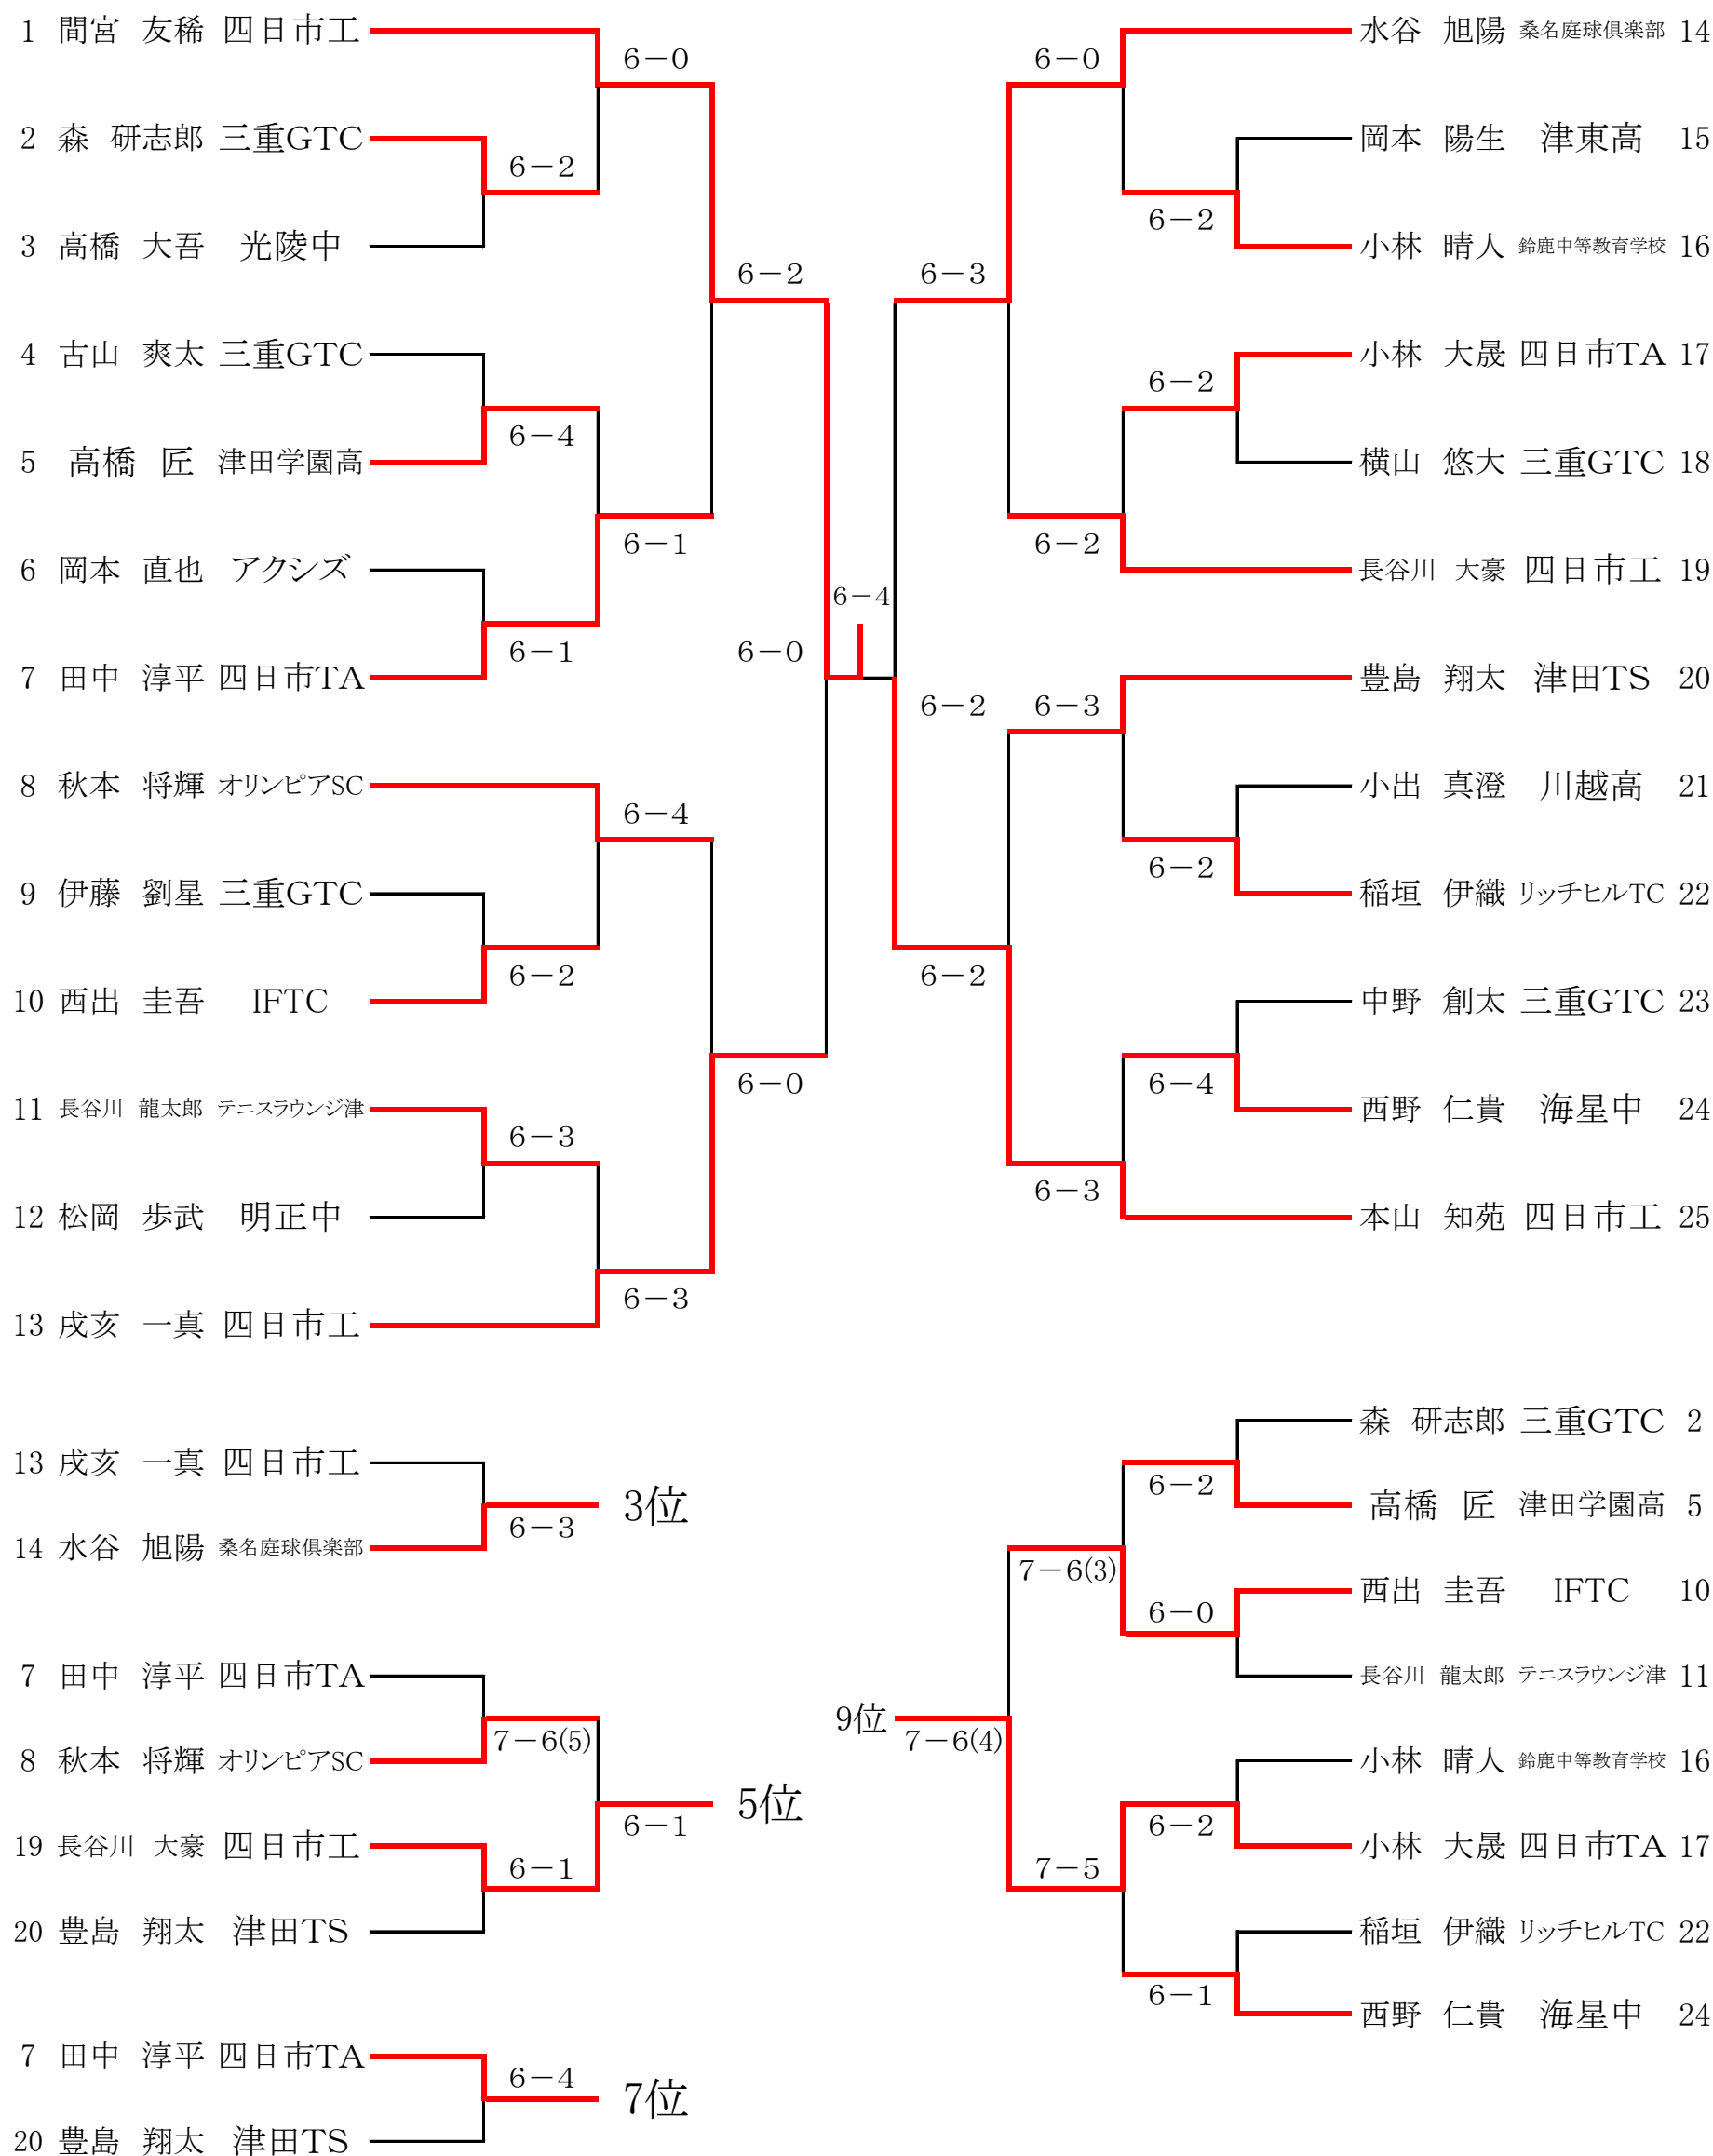 1 間宮 友稀 四日市工
6-0
2 森 研志郎 三重GTC
6-2
3 高橋 大吾 光陵中
6-2
4 古山 爽太 三重GTC
6-4
5 高橋 匠 津田学園高
6-1
6 岡本 直也 アクシズ
6-1
7 田中 淳平 四日市TA
6-0
6-4
8 秋本 将輝 オリンピアSC
6-4
9 伊藤 劉星 三重GTC
6-2
10 西出 圭吾 IFTC
6-0
11 長谷川 龍太郎 テニスラウンジ津
6-3
12 松岡 歩武 明正中
6-3
13 戌亥 一真 四日市工
水谷 旭陽 桑名庭球倶楽部 14
6-0
岡本 陽生 津東高 15
6-2
小林 晴人 鈴鹿中等教育学校 16
6-3
小林 大晟 四日市TA 17
6-2
横山 悠大 三重GTC 18
6-2
長谷川 大豪 四日市工 19
豊島 翔太 津田TS 20
6-2
6-3
小出 真澄 川越高 21
6-2
稲垣 伊織 リッチヒルTC 22
6-2
中野 創太 三重GTC 23
6-4
西野 仁貴 海星中 24
6-3
本山 知苑 四日市工 25
13 戌亥 一真 四日市工
6-3 3位
14 水谷 旭陽 桑名庭球倶楽部
7 田中 淳平 四日市TA
7-6(5)
8 秋本 将輝 オリンピアSC
6-1 5位
19 長谷川 大豪 四日市工
6-1
20 豊島 翔太 津田TS
7 田中 淳平 四日市TA
6-4 7位
20 豊島 翔太 津田TS
森 研志郎 三重GTC 2
6-2
高橋 匠 津田学園高 5
7-6(3)
西出 圭吾 IFTC 10
6-0
長谷川 龍太郎 テニスラウンジ津 11
9位 7-6(4)
小林 晴人 鈴鹿中等教育学校 16
6-2
小林 大晟 四日市TA 17
7-5
稲垣 伊織 リッチヒルTC 22
6-1
西野 仁貴 海星中 24